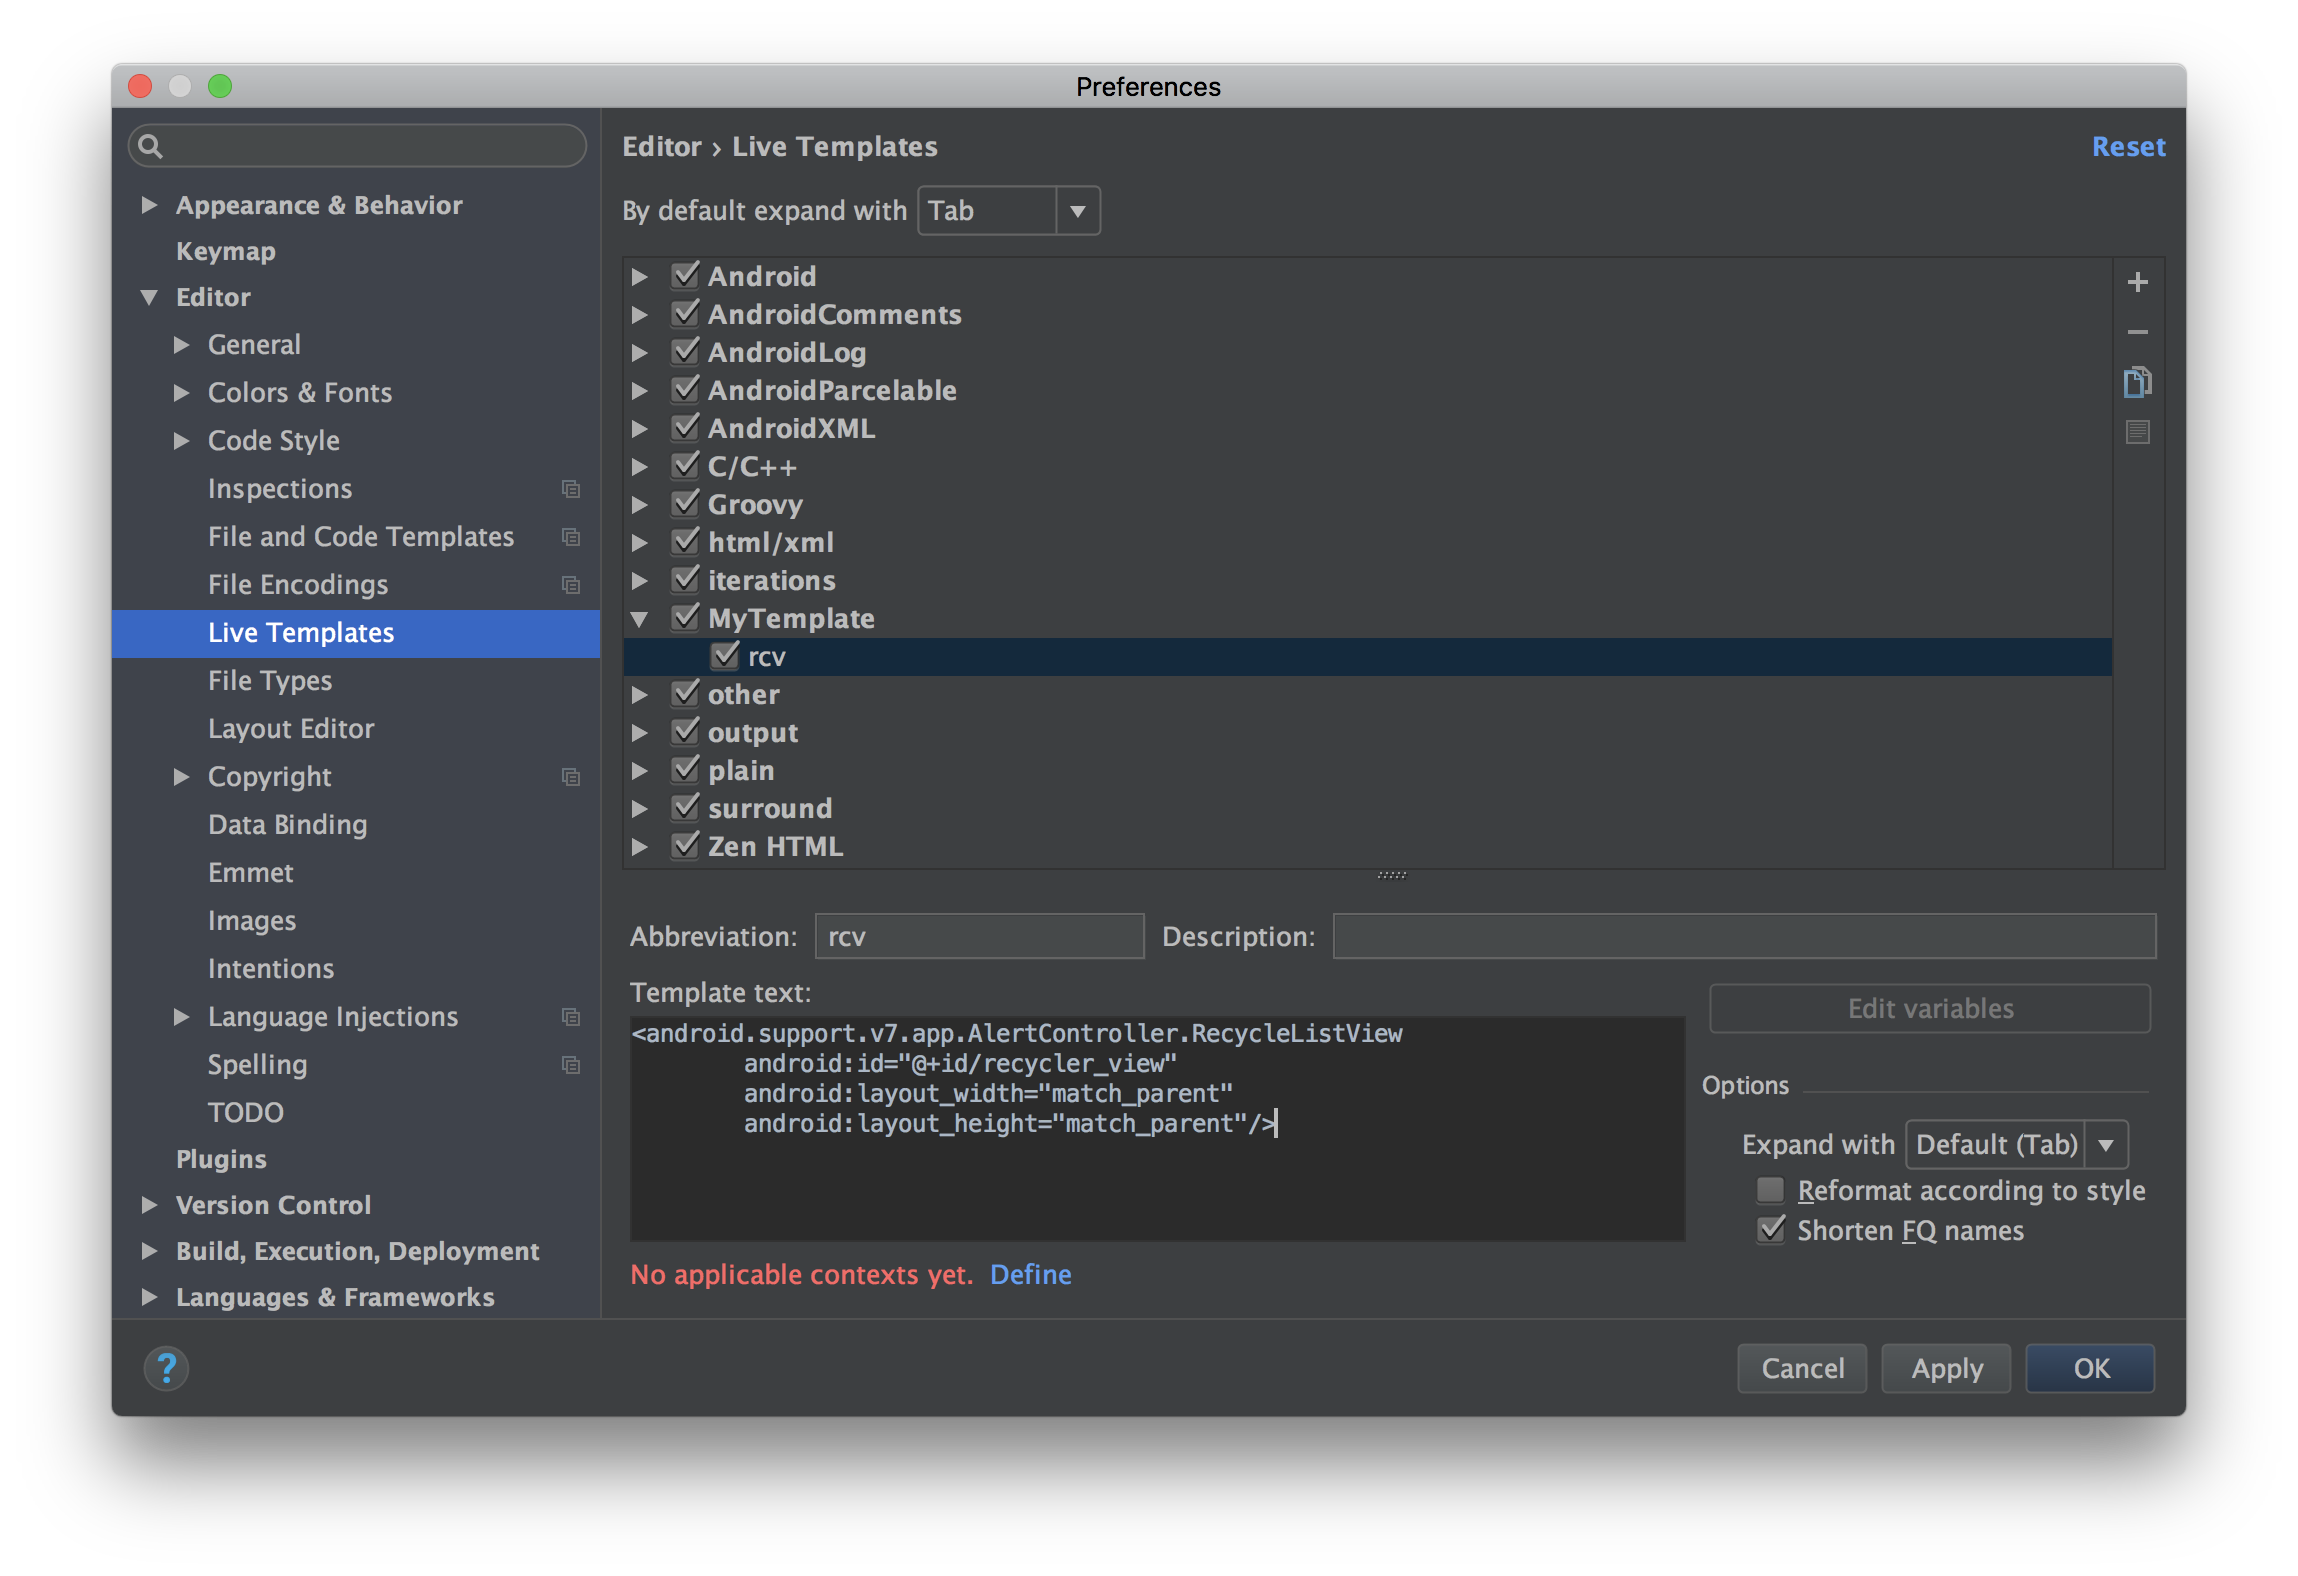 Preferences
Appearance & Behavior
Keymap
Editor
General
Colors & Fonts
Code Style
Inspections
File and Code Templates
File Encodings
Live Templates
File Types
Layout Editor
Copyright
Data Binding
Emmet
Images
Intentions
Language Injections
Spelling
TODO
Plugins
Version Control
Build, Execution, Deployment
Languages & Frameworks
Editor › Live Templates
Reset
By default expand with Tab
Android
AndroidComments
AndroidLog
AndroidParcelable
AndroidXML
C/C++
Groovy
html/xml
iterations
MyTemplate
rcv
other
output
plain
surround
Zen HTML
Abbreviation: rcv Description:
Template text:
<android.support.v7.app.AlertController.RecycleListView
        android:id="@+id/recycler_view"
        android:layout_width="match_parent"
        android:layout_height="match_parent"/>
No applicable contexts yet. Define
Edit variables
Options
Expand with Default (Tab)
Reformat according to style
Shorten FQ names
?
Cancel Apply OK